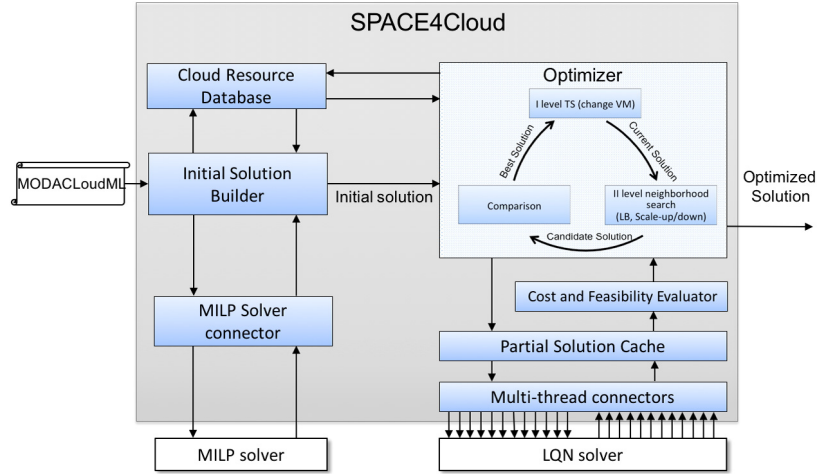 SPACE4Cloud
Cloud Resource
Database
Optimizer
I level TS (change VM)
Best Solution
Current Solution
MODACLoudML
Initial Solution
Builder
Initial solution
Comparison
II level neighborhood
search
(LB, Scale-up/down)
Candidate Solution
Optimized
Solution
Cost and Feasibility Evaluator
MILP Solver
connector
Partial Solution Cache
Multi-thread connectors
MILP solver
LQN solver